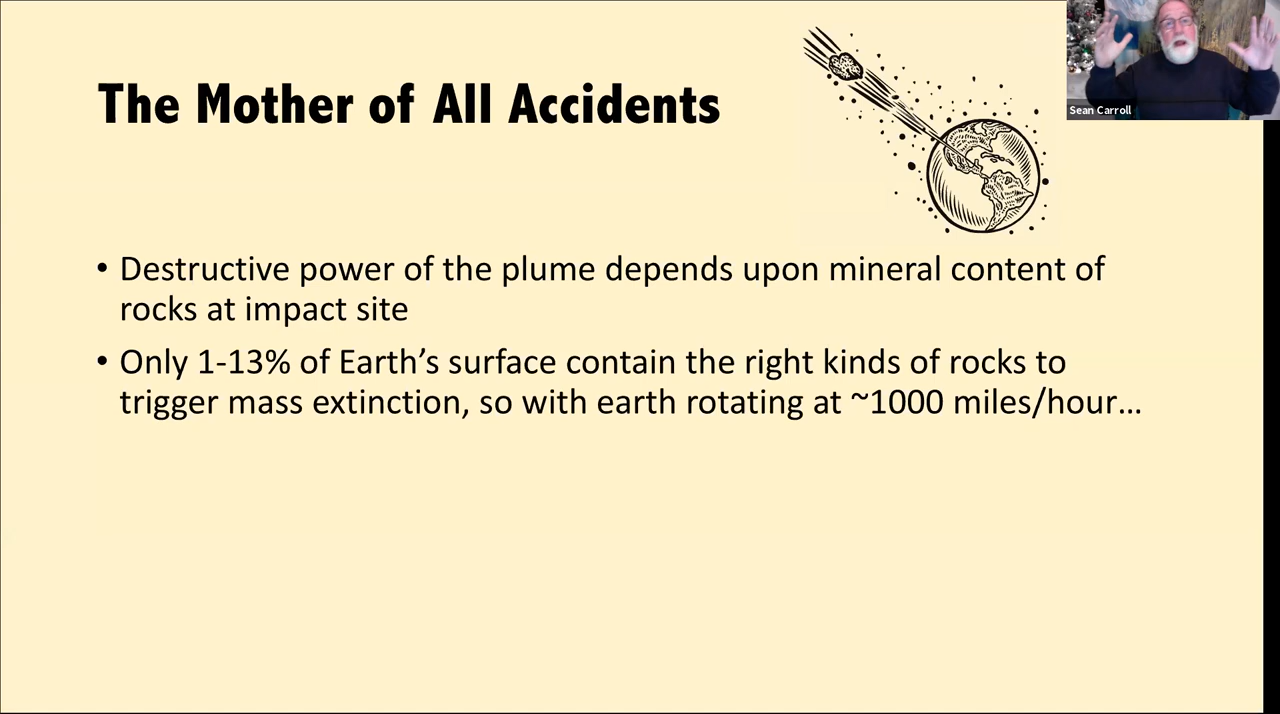 The Mother of All Accidents
Sean Carroll
• Destructive power of the plume depends upon mineral content of
rocks at impact site
• Only 1-13% of Earth’s surface contain the right kinds of rocks to
trigger mass extinction, so with earth rotating at ~1000 miles/hour…